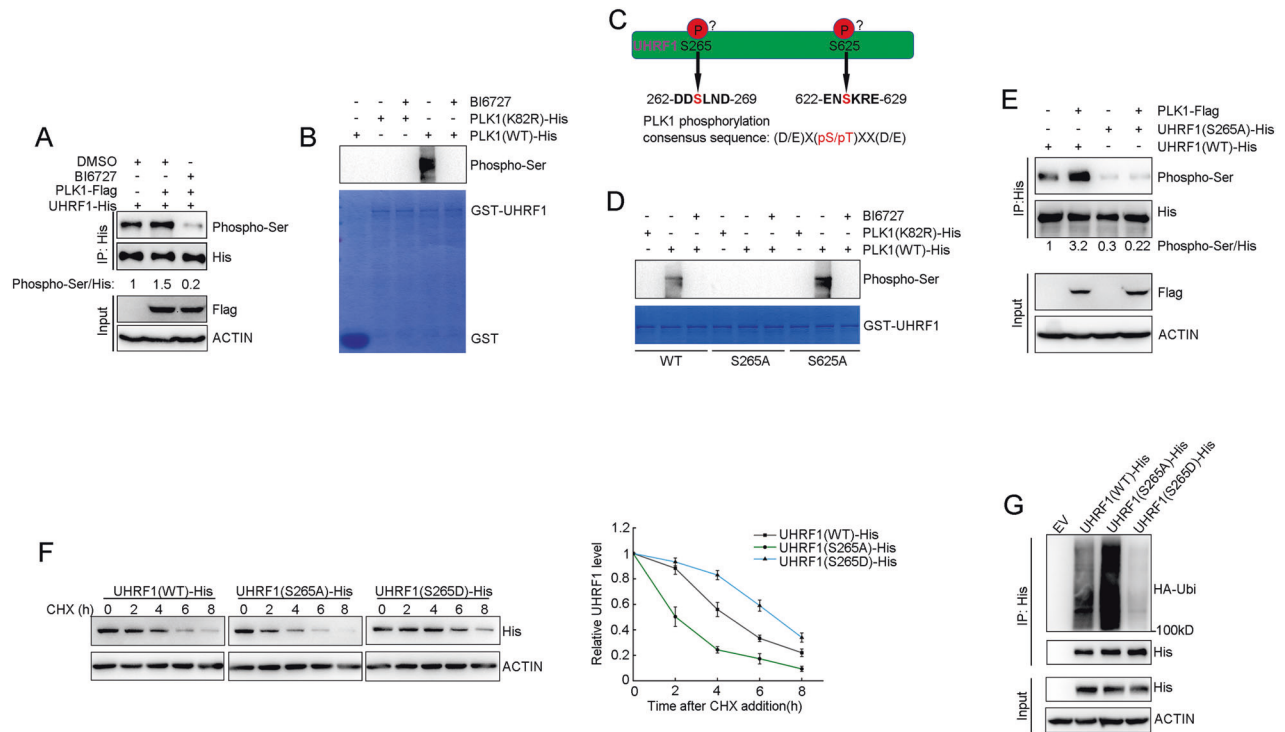 A
DMSO + + -
BI6727 - - +
PLK1-Flag - + +
UHRF1-His + + +
IP: His
Phospho-Ser
His
Phospho-Ser/His: 1 1.5 0.2
Input
Flag
ACTIN
B
- - + - + BI6727
- + + - - PLK1(K82R)-His
+ - - + + PLK1(WT)-His
Phospho-Ser
GST-UHRF1
GST
C
P ? P ?
UHRF1 S265 S625
262-DDSLND-269 622-ENSKRE-629
PLK1 phosphorylation
consensus sequence: (D/E)X(pS/pT)XX(D/E)
D
- - + - - + - - + BI6727
+ - - + - - + - - PLK1(K82R)-His
- + + - + + - + + PLK1(WT)-His
Phospho-Ser
GST-UHRF1
WT S265A S625A
E
- + - + PLK1-Flag
- - + + UHRF1(S265A)-His
+ + - - UHRF1(WT)-His
IP:His
Phospho-Ser
His
1 3.2 0.3 0.22 Phospho-Ser/His
Input
Flag
ACTIN
F
UHRF1(WT)-His UHRF1(S265A)-His UHRF1(S265D)-His
CHX (h) 0 2 4 6 8 0 2 4 6 8 0 2 4 6 8
His
ACTIN
Relative UHRF1 level
1.2
1
0.8
0.6
0.4
0.2
0
0 2 4 6 8
Time after CHX addition(h)
UHRF1(WT)-His
UHRF1(S265A)-His
UHRF1(S265D)-His
G
EV
UHRF1(WT)-His
UHRF1(S265A)-His
UHRF1(S265D)-His
IP: His
HA-Ubi
100kD
His
Input
His
ACTIN